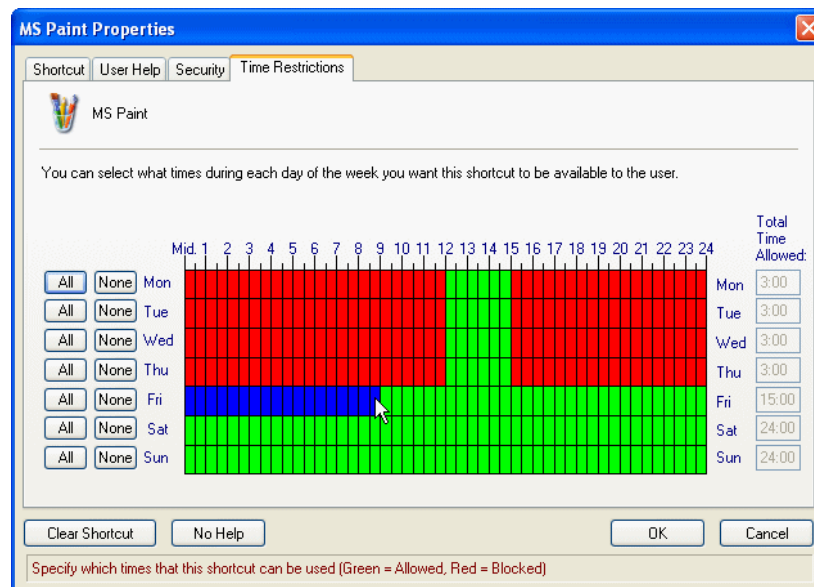 MS Paint Properties
Shortcut User Help Security Time Restrictions
MS Paint
You can select what times during each day of the week you want this shortcut to be available to the user.
Total
Time
Allowed:
Mid. 1 2 3 4 5 6 7 8 9 10 11 12 13 14 15 16 17 18 19 20 21 22 23 24
All None Mon Mon 3:00
All None Tue Tue 3:00
All None Wed Wed 3:00
All None Thu Thu 3:00
All None Fri Fri 15:00
All None Sat Sat 24:00
All None Sun Sun 24:00
Clear Shortcut No Help OK Cancel
Specify which times that this shortcut can be used (Green = Allowed, Red = Blocked)